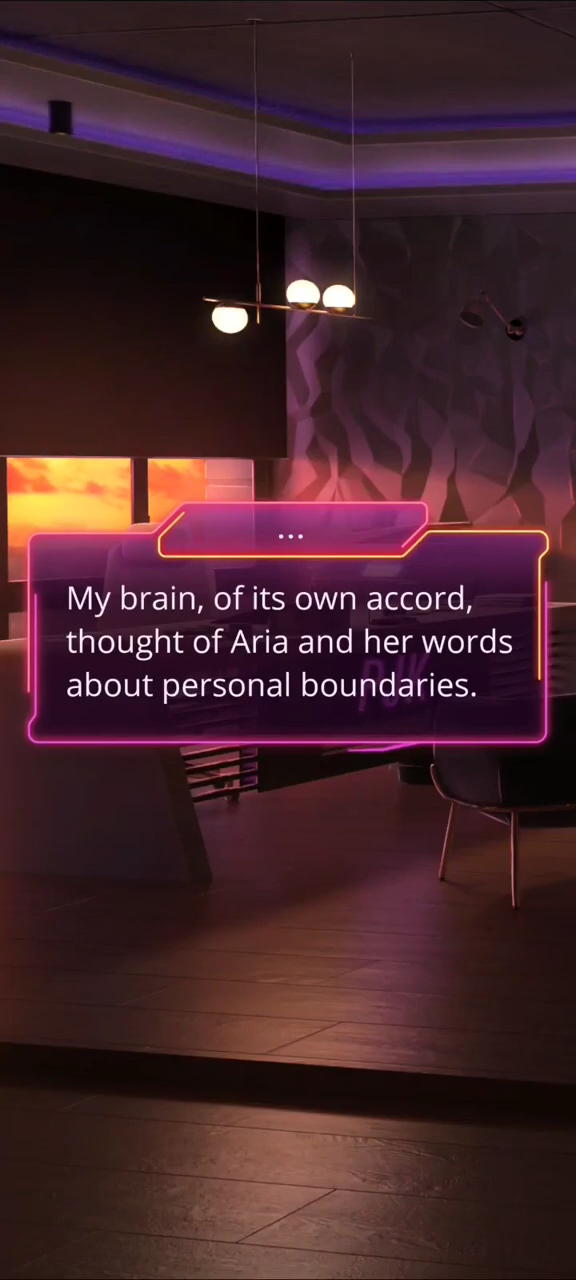 ...
My brain, of its own accord,
thought of Aria and her words
about personal boundaries.